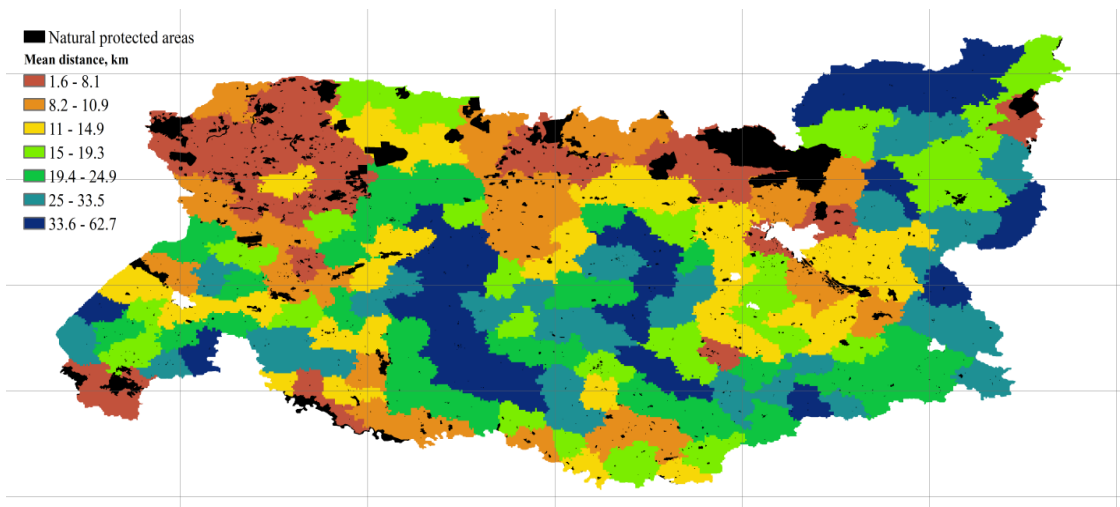 Natural protected areas
Mean distance, km
1.6 - 8.1
8.2 - 10.9
11 - 14.9
15 - 19.3
19.4 - 24.9
25 - 33.5
33.6 - 62.7